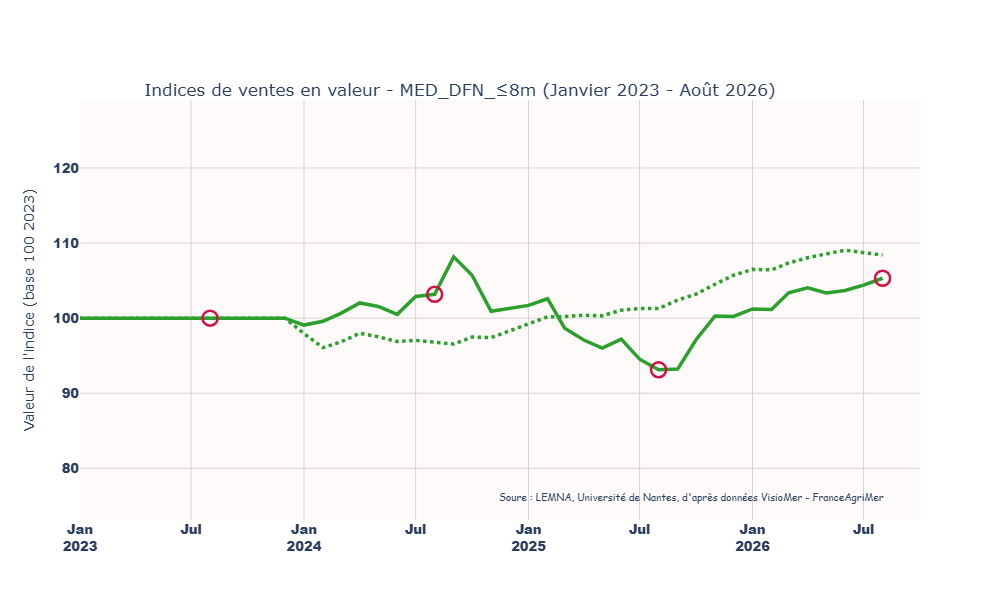 Indices de ventes en valeur - MED_DFN_≤8m (Janvier 2023 - Août 2026)
Valeur de l'indice (base 100 2023)
120
110
100
90
80
Soure : LEMNA, Université de Nantes, d'après données VisioMer - FranceAgriMer
Jan Jul Jan Jul Jan Jul Jan Jul
2023 2024 2025 2026